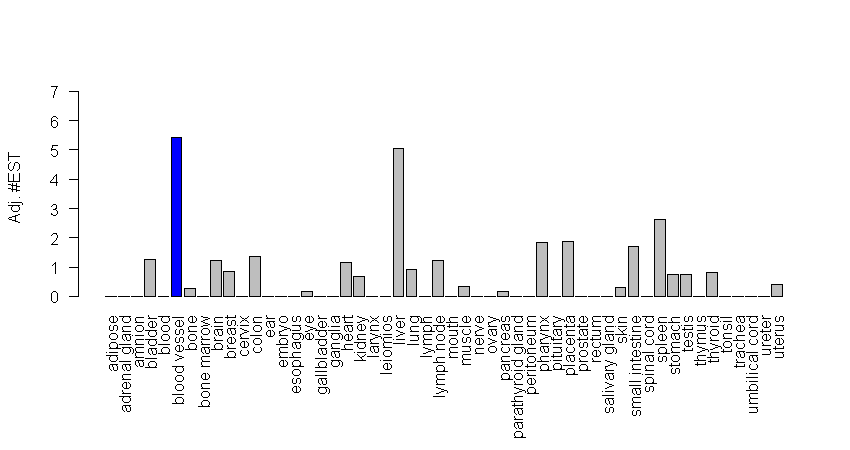 7
6
5
4
3
2
1
0
Adj. #EST
adipose
adrenal gland
amnion
bladder
blood
blood vessel
bone
bone marrow
brain
breast
cervix
colon
ear
embryo
esophagus
eye
gallbladder
ganglia
heart
kidney
larynx
leiomios
liver
lung
lymph
lymph node
mouth
muscle
nerve
ovary
pancreas
parathyroid gland
peritoneum
pharynx
pituitary
placenta
prostate
rectum
salivary gland
skin
small intestine
spinal cord
spleen
stomach
testis
thymus
thyroid
tonsil
trachea
umbilical cord
ureter
uterus